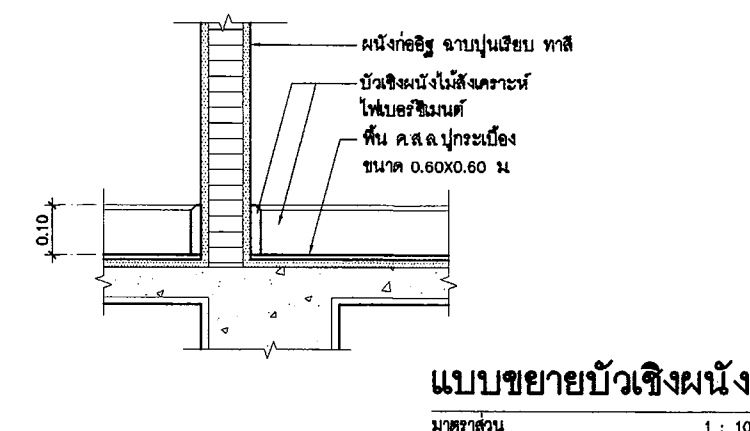 ผนังก่ออิฐ ฉาบปูนเรียบ ทาสี
บัวเชิงผนังไม้สังเคราะห์
ไฟเบอร์ซีเมนต์
พื้น ค.ส.ล.ปูกระเบื้อง
ขนาด 0.60X0.60 ม.
0.10
แบบขยายบัวเชิงผนัง
มาตราส่วน 1 : 10